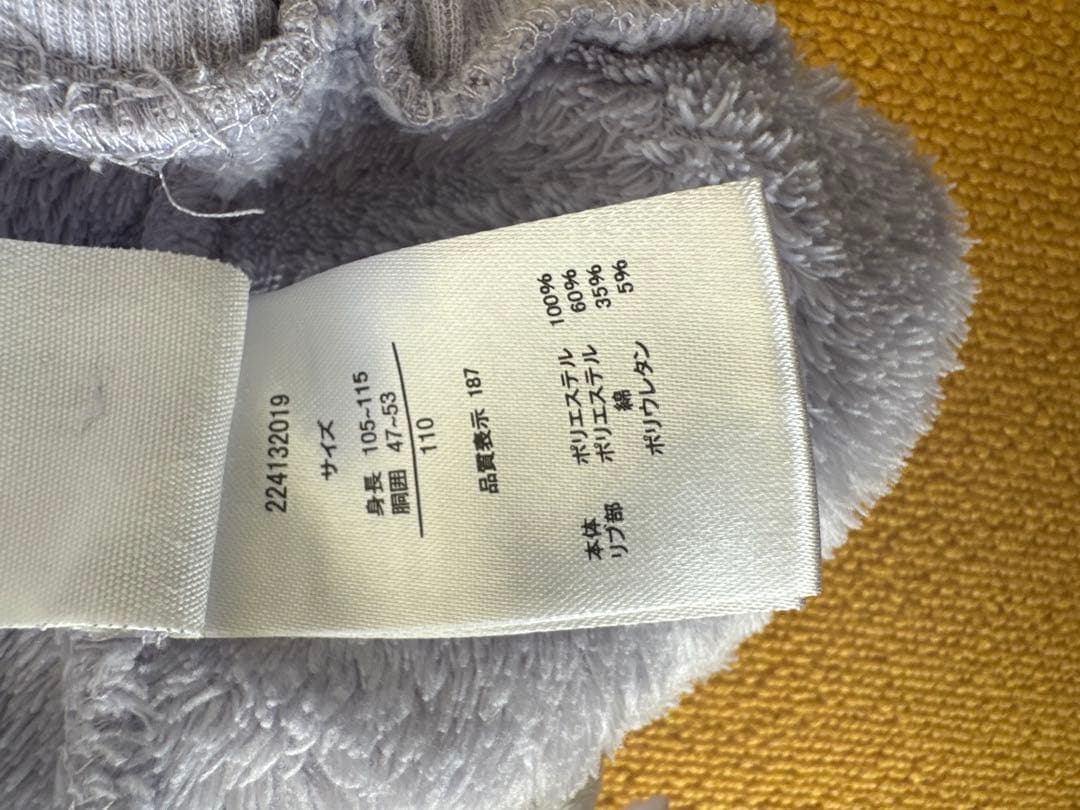 224132019
サイズ
身長 105~115
胴囲 47~53
110
品質表示 187
本体 ポリエステル 100%
リブ部 ポリエステル 60%
綿 35%
ポリウレタン 5%